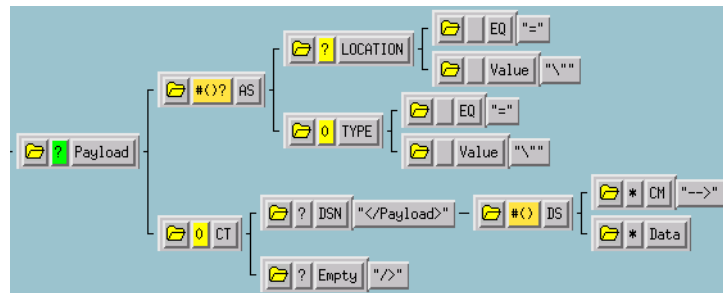 EQ "="
? LOCATION
Value "\""
#()? AS
EQ "="
0 TYPE
Value "\""
? Payload
* CM "-->"
? DSN "</Payload>" #() DS
* Data
0 CT
? Empty "/>"